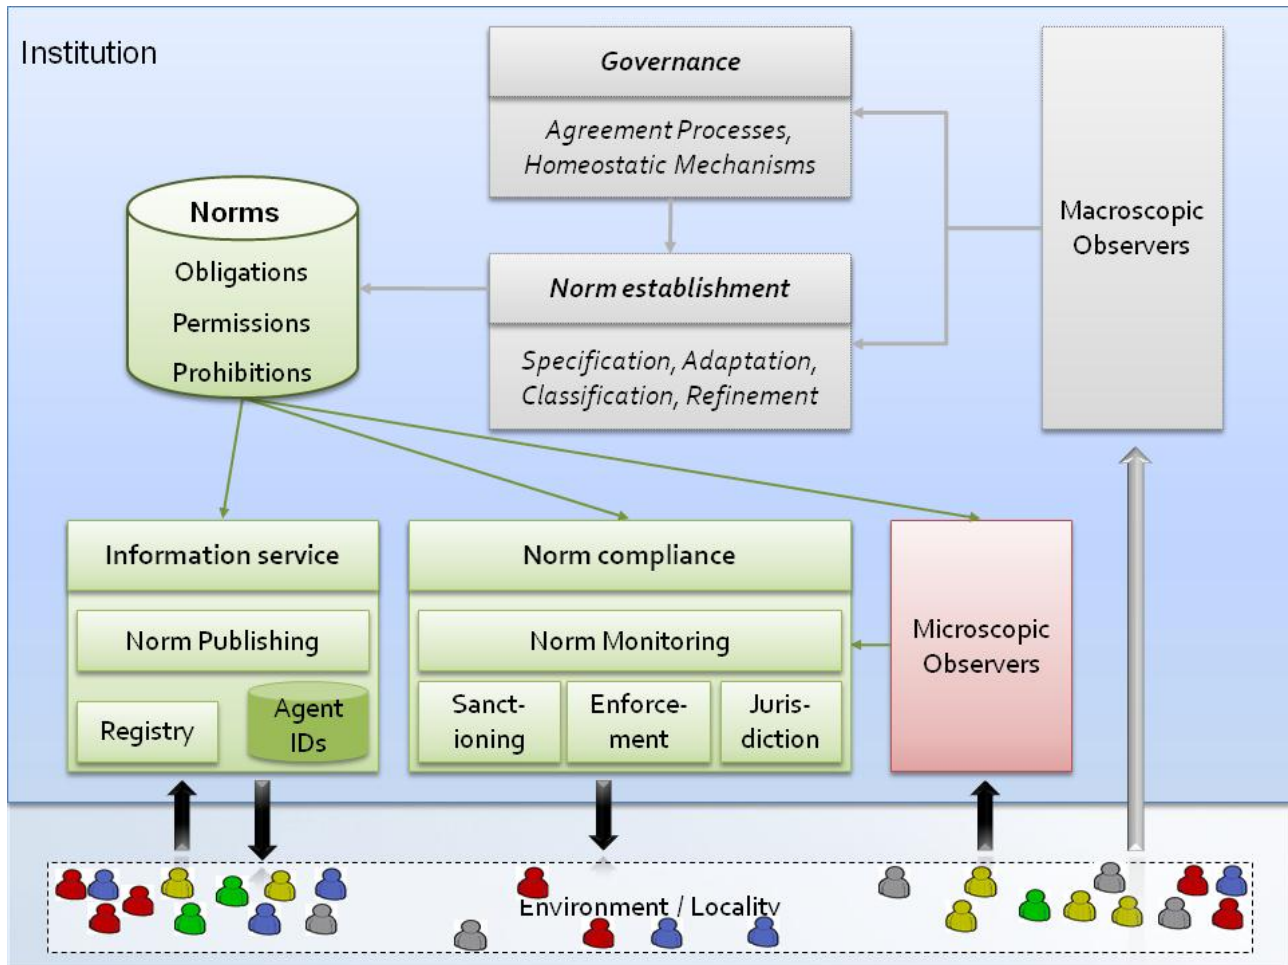 Institution
Governance
Agreement Processes,
Homeostatic Mechanisms
Macroscopic
Observers
Norms
Obligations
Permissions
Prohibitions
Norm establishment
Specification, Adaptation,
Classification, Refinement
Information service
Norm Publishing
Registry
Agent
IDs
Norm compliance
Norm Monitoring
Sanct-
ioning
Enforce-
ment
Juris-
diction
Microscopic
Observers
Environment / Locality